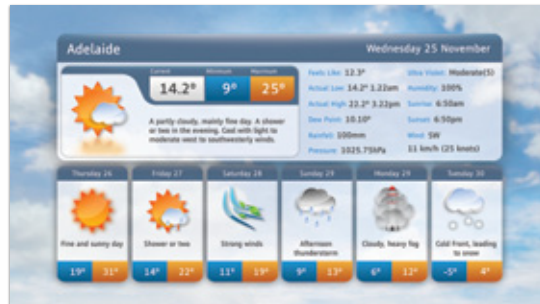 Adelaide
Wednesday 25 November
Current Minimum Maximum
14.2° 9° 25°
A partly cloudy, mainly fine day. A shower
or two in the evening. Cool with light to
moderate west to southwesterly winds.
Feels Like: 12.3°
Actual Low: 14.2° 1.22am
Actual High: 22.2° 3.22pm
Dew Point: 10.10°
Rainfall: 100mm
Pressure: 1025.75hPa
Ultra Violet: Moderate(5)
Humidity: 100%
Sunrise: 6:50am
Sunset: 6:50pm
Wind: SW
11 km/h (25 knots)
Thursday 26
Fine and sunny day
19° 31°
Friday 27
Shower or two
14° 22°
Saturday 28
Strong winds
11° 19°
Sunday 29
Afternoon
thunderstorm
9° 13°
Monday 29
Cloudy, heavy fog
6° 12°
Tuesday 30
Cold Front, leading
to snow
-5° 4°